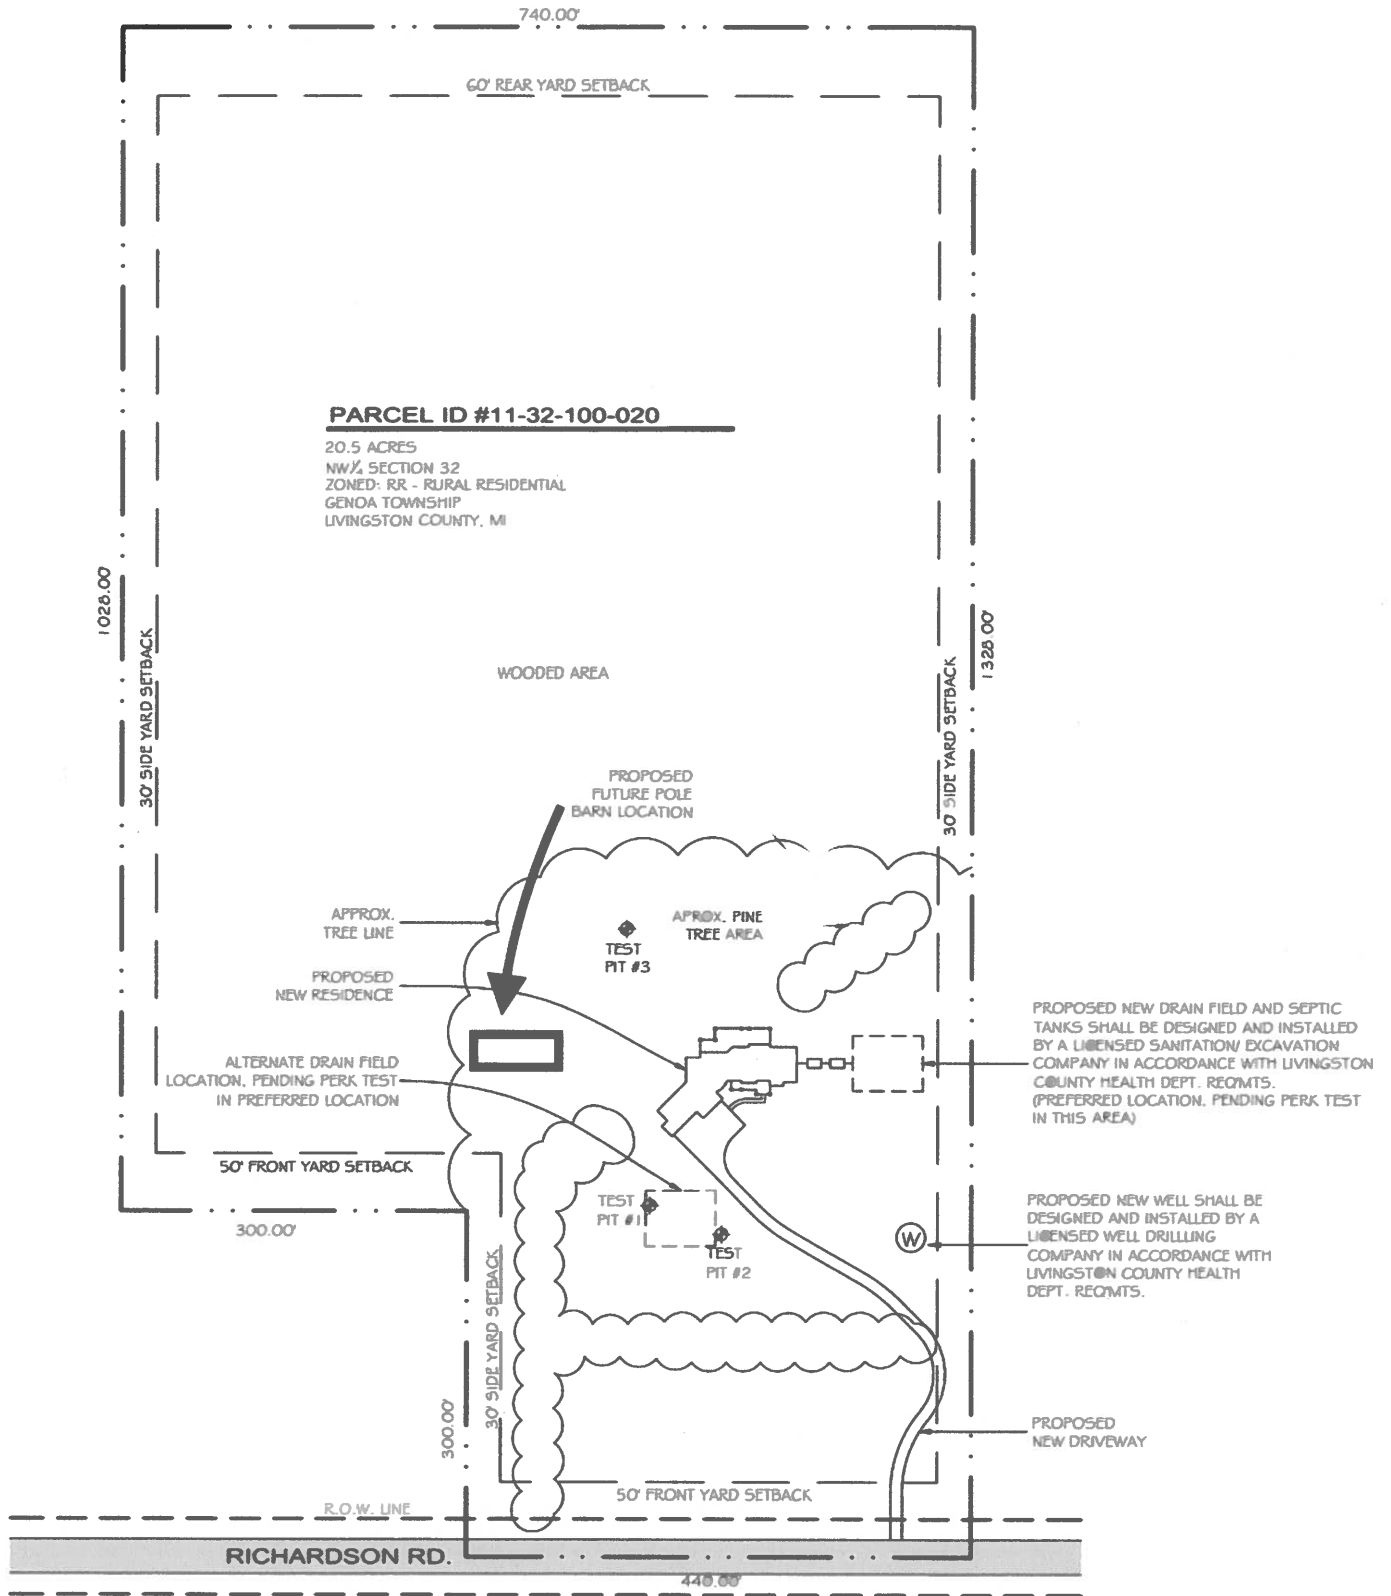 740.00'
60' REAR YARD SETBACK
PARCEL ID #11-32-100-020
20.5 ACRES
NW¼ SECTION 32
ZONED: RR - RURAL RESIDENTIAL
GENOA TOWNSHIP
LIVINGSTON COUNTY, MI
1028.00'
30' SIDE YARD SETBACK
1328.00'
30' SIDE YARD SETBACK
WOODED AREA
PROPOSED
FUTURE POLE
BARN LOCATION
APPROX.
TREE LINE
APROX. PINE
TREE AREA
TEST
PIT #3
PROPOSED
NEW RESIDENCE
PROPOSED NEW DRAIN FIELD AND SEPTIC
TANKS SHALL BE DESIGNED AND INSTALLED
BY A LICENSED SANITATION/ EXCAVATION
COMPANY IN ACCORDANCE WITH LIVINGSTON
COUNTY HEALTH DEPT. REQ'MTS.
(PREFERRED LOCATION, PENDING PERK TEST
IN THIS AREA)
ALTERNATE DRAIN FIELD
LOCATION, PENDING PERK TEST
IN PREFERRED LOCATION
50' FRONT YARD SETBACK
300.00'
TEST
PIT #1
TEST
PIT #2
W
PROPOSED NEW WELL SHALL BE
DESIGNED AND INSTALLED BY A
LICENSED WELL DRILLLING
COMPANY IN ACCORDANCE WITH
LIVINGSTON COUNTY HEALTH
DEPT. REQ'MTS.
30' SIDE YARD SETBACK
300.00'
PROPOSED
NEW DRIVEWAY
50' FRONT YARD SETBACK
R.O.W. LINE
RICHARDSON RD.
440.00'